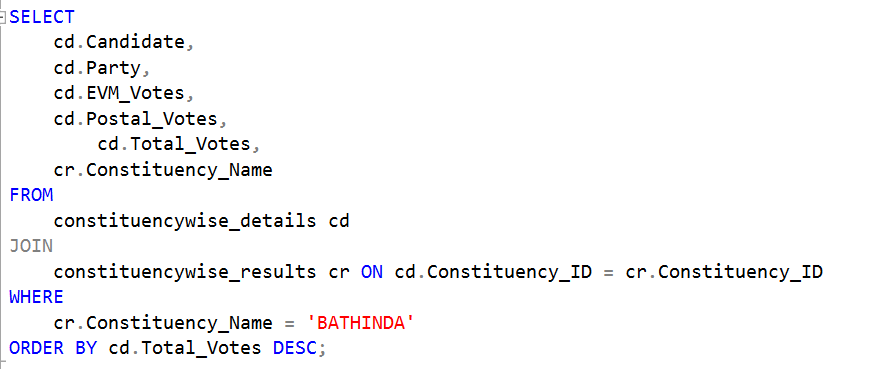 SELECT
    cd.Candidate,
    cd.Party,
    cd.EVM_Votes,
    cd.Postal_Votes,
        cd.Total_Votes,
    cr.Constituency_Name
FROM
    constituencywise_details cd
JOIN
    constituencywise_results cr ON cd.Constituency_ID = cr.Constituency_ID
WHERE
    cr.Constituency_Name = 'BATHINDA'
ORDER BY cd.Total_Votes DESC;